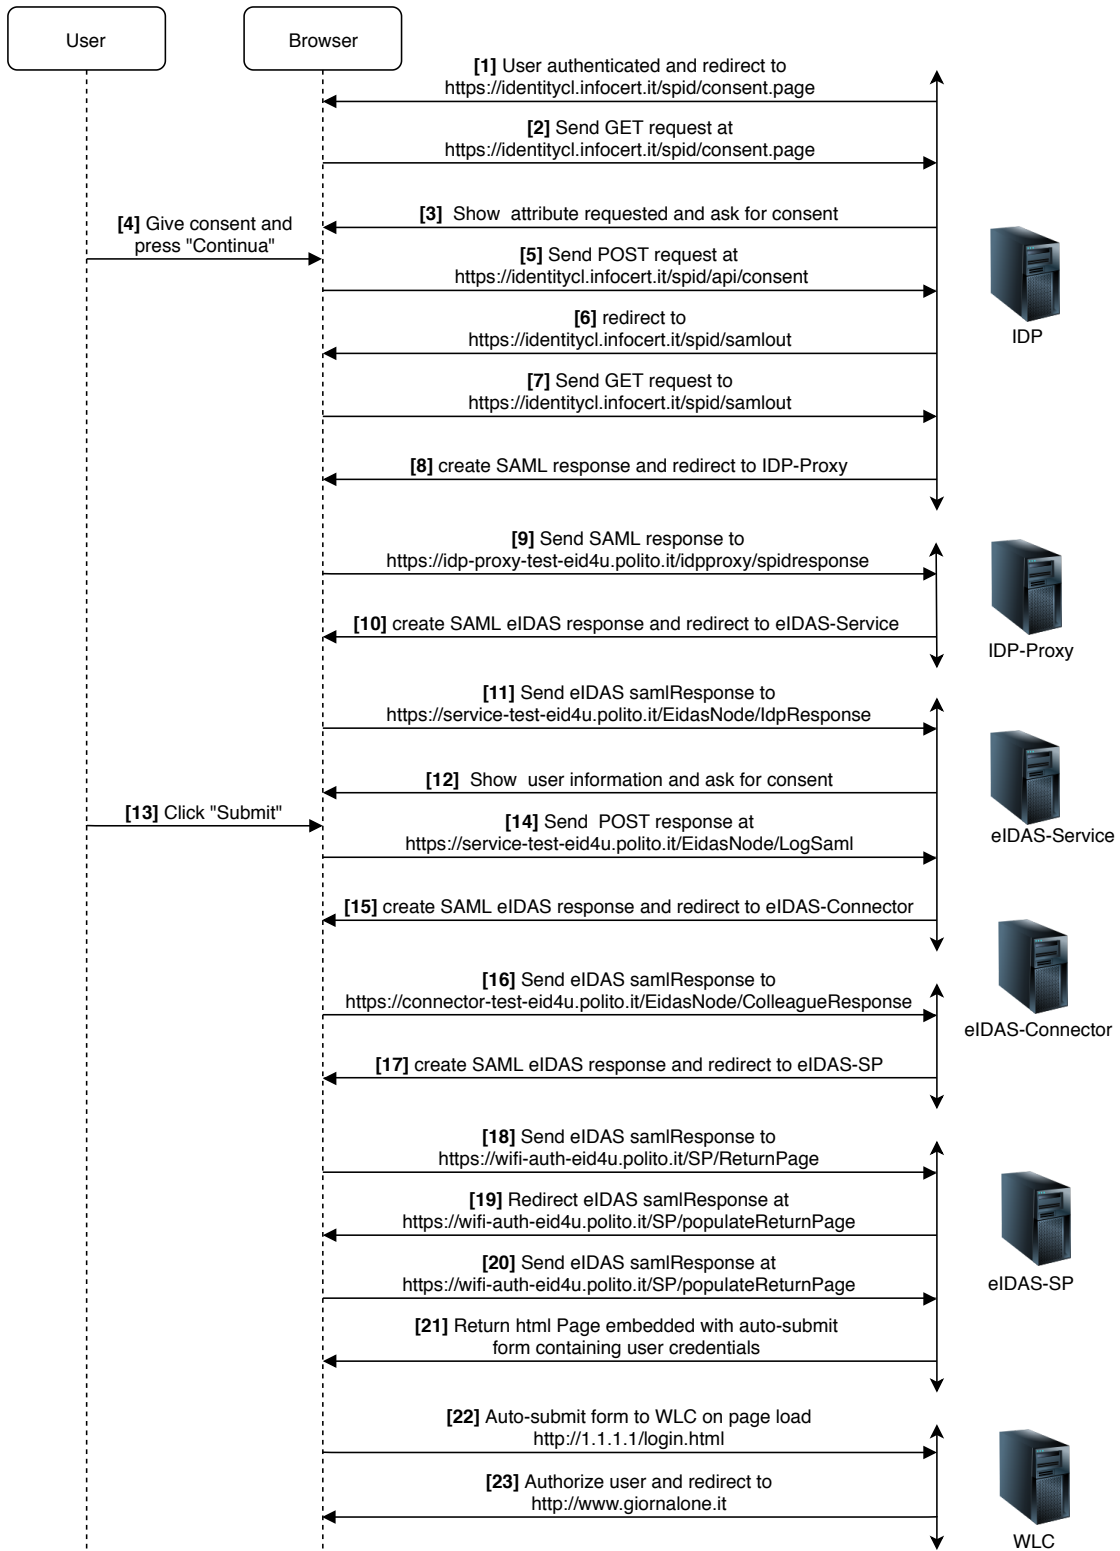 User
Browser
[1] User authenticated and redirect to
https://identitycl.infocert.it/spid/consent.page
[2] Send GET request at
https://identitycl.infocert.it/spid/consent.page
[3] Show attribute requested and ask for consent
[4] Give consent and
press "Continua"
[5] Send POST request at
https://identitycl.infocert.it/spid/api/consent
[6] redirect to
https://identitycl.infocert.it/spid/samlout
IDP
[7] Send GET request to
https://identitycl.infocert.it/spid/samlout
[8] create SAML response and redirect to IDP-Proxy
[9] Send SAML response to
https://idp-proxy-test-eid4u.polito.it/idpproxy/spidresponse
[10] create SAML eIDAS response and redirect to eIDAS-Service
IDP-Proxy
[11] Send eIDAS samlResponse to
https://service-test-eid4u.polito.it/EidasNode/IdpResponse
[12] Show user information and ask for consent
[13] Click "Submit"
[14] Send POST response at
https://service-test-eid4u.polito.it/EidasNode/LogSaml
eIDAS-Service
[15] create SAML eIDAS response and redirect to eIDAS-Connector
[16] Send eIDAS samlResponse to
https://connector-test-eid4u.polito.it/EidasNode/ColleagueResponse
eIDAS-Connector
[17] create SAML eIDAS response and redirect to eIDAS-SP
[18] Send eIDAS samlResponse to
https://wifi-auth-eid4u.polito.it/SP/ReturnPage
[19] Redirect eIDAS samlResponse at
https://wifi-auth-eid4u.polito.it/SP/populateReturnPage
[20] Send eIDAS samlResponse at
https://wifi-auth-eid4u.polito.it/SP/populateReturnPage
eIDAS-SP
[21] Return html Page embedded with auto-submit
form containing user credentials
[22] Auto-submit form to WLC on page load
http://1.1.1.1/login.html
[23] Authorize user and redirect to
http://www.giornalone.it
WLC